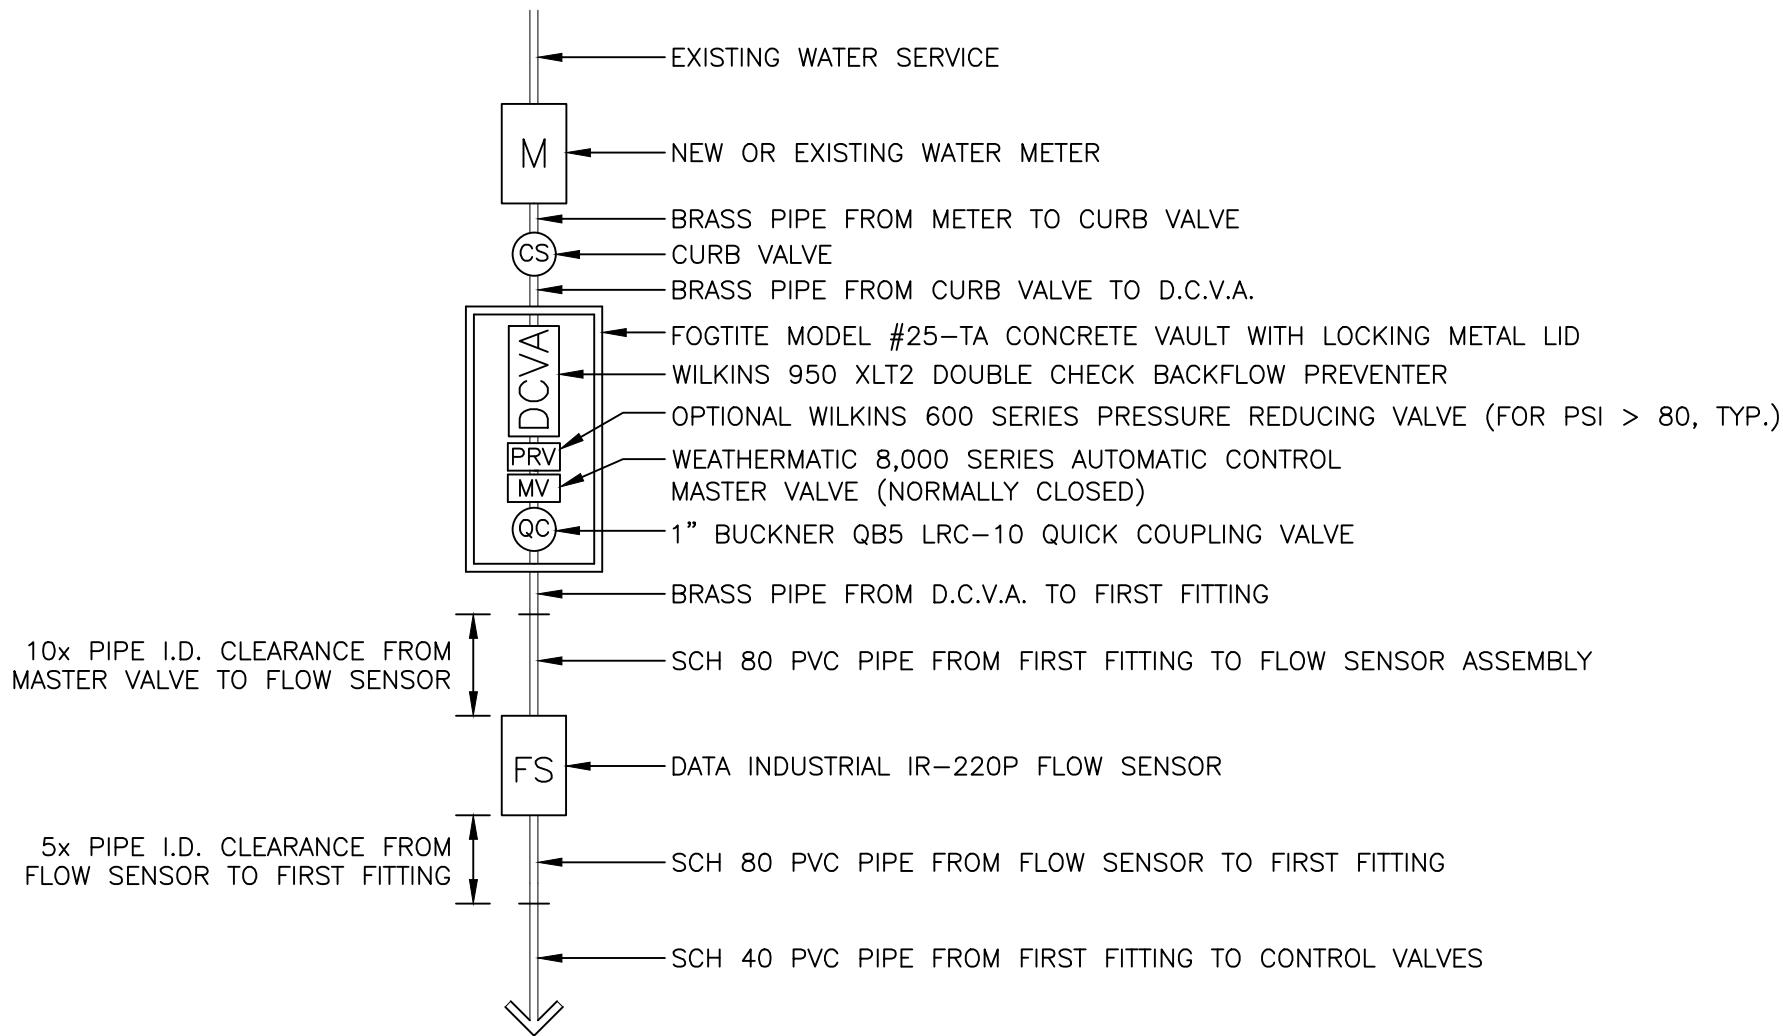 EXISTING WATER SERVICE
M
NEW OR EXISTING WATER METER
BRASS PIPE FROM METER TO CURB VALVE
CS
CURB VALVE
BRASS PIPE FROM CURB VALVE TO D.C.V.A.
FOGTITE MODEL #25-TA CONCRETE VAULT WITH LOCKING METAL LID
DCVA
WILKINS 950 XLT2 DOUBLE CHECK BACKFLOW PREVENTER
OPTIONAL WILKINS 600 SERIES PRESSURE REDUCING VALVE (FOR PSI > 80, TYP.)
PRV
WEATHERMATIC 8,000 SERIES AUTOMATIC CONTROL
MASTER VALVE (NORMALLY CLOSED)
MV
QC
1" BUCKNER QB5 LRC-10 QUICK COUPLING VALVE
BRASS PIPE FROM D.C.V.A. TO FIRST FITTING
10x PIPE I.D. CLEARANCE FROM
MASTER VALVE TO FLOW SENSOR
SCH 80 PVC PIPE FROM FIRST FITTING TO FLOW SENSOR ASSEMBLY
FS
DATA INDUSTRIAL IR-220P FLOW SENSOR
5x PIPE I.D. CLEARANCE FROM
FLOW SENSOR TO FIRST FITTING
SCH 80 PVC PIPE FROM FLOW SENSOR TO FIRST FITTING
SCH 40 PVC PIPE FROM FIRST FITTING TO CONTROL VALVES